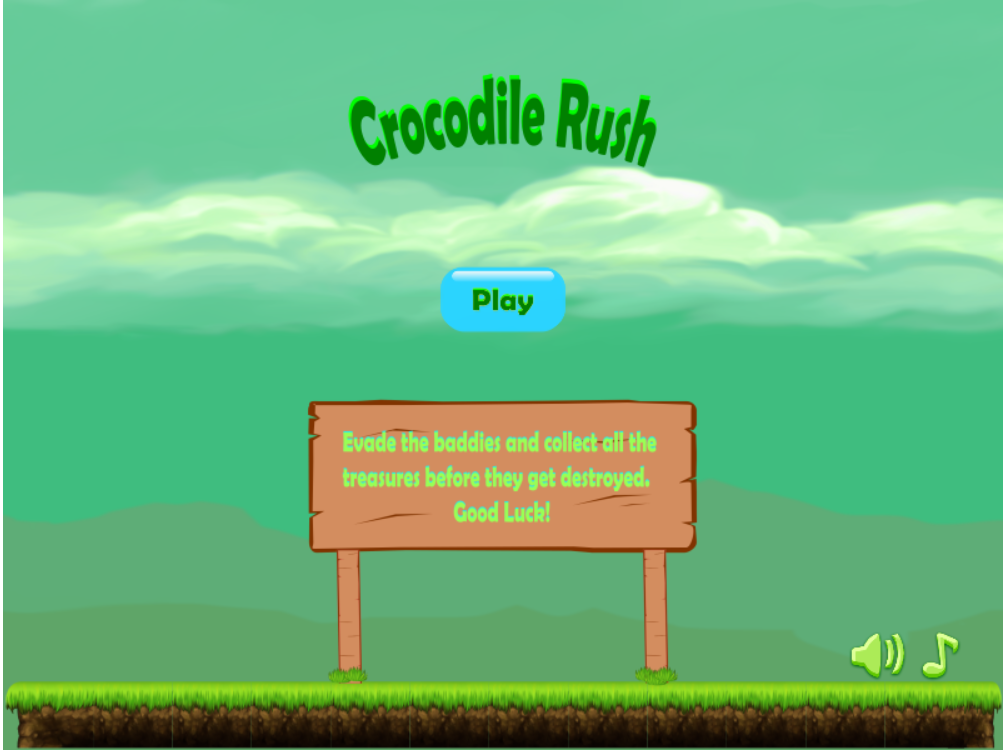 Crocodile Rush
Play
Evade the baddies and collect all the
treasures before they get destroyed.
Good Luck!